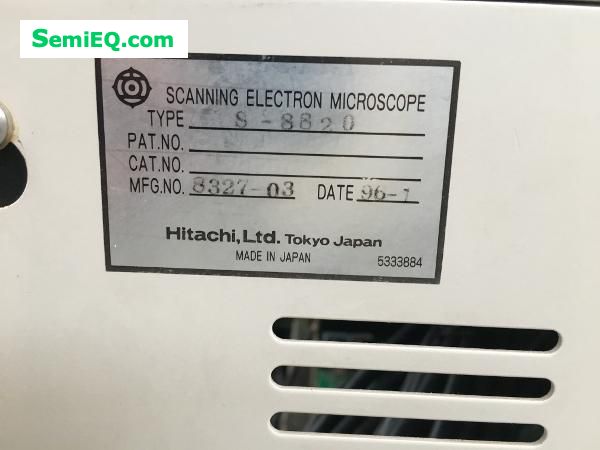 SemiEQ.com
SCANNING ELECTRON MICROSCOPE
TYPE S-8820
PAT.NO.
CAT.NO.
MFG.NO. 8327-03 DATE 96-1
Hitachi, Ltd. Tokyo Japan
MADE IN JAPAN 5333884